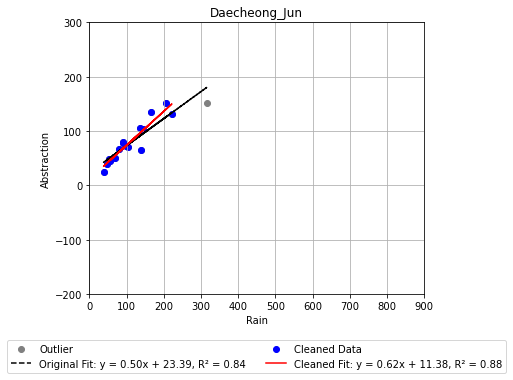 Daecheong_Jun
300
200
100
0
−100
−200
Abstraction
0 100 200 300 400 500 600 700 800 900
Rain
Outlier Cleaned Data
Original Fit: y = 0.50x + 23.39, R² = 0.84 Cleaned Fit: y = 0.62x + 11.38, R² = 0.88